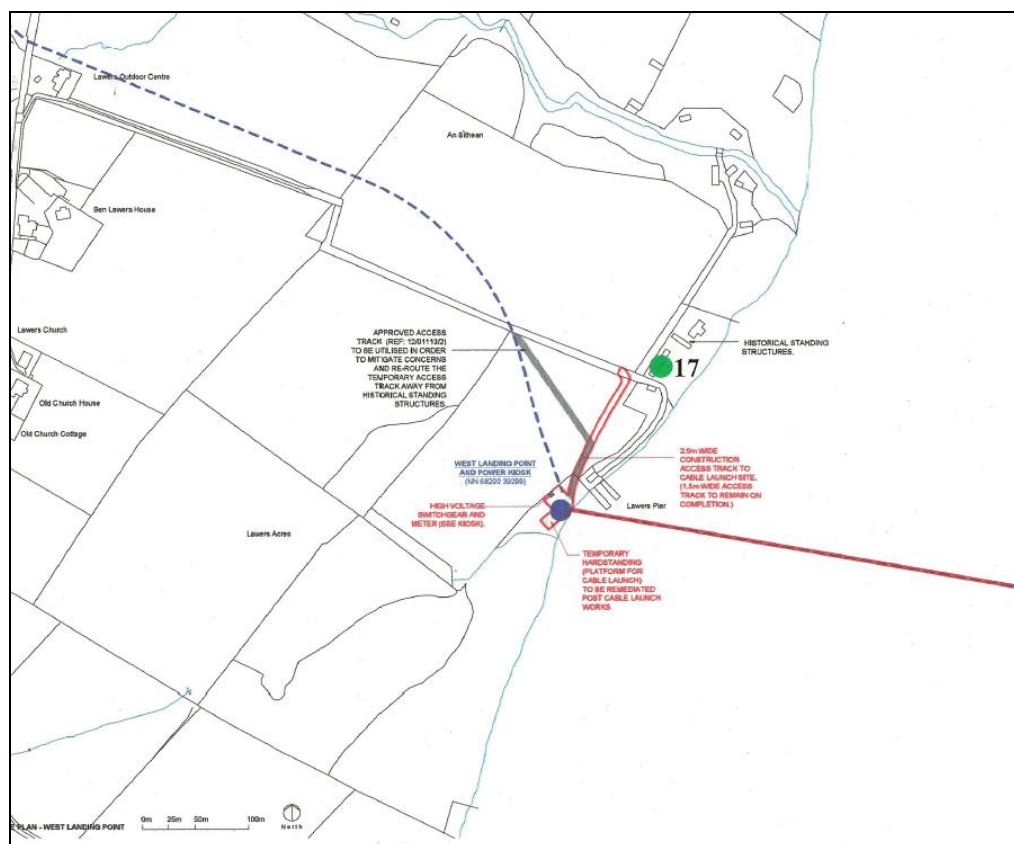 Lawers Outdoor Centre
An Sithean
Ben Lawers House
APPROVED ACCESS
TRACK (REF: 12/01113/2)
TO BE UTILISED IN ORDER
TO MITIGATE CONCERNS
AND RE-ROUTE THE
TEMPORARY ACCESS
TRACK AWAY FROM
HISTORICAL STANDING
STRUCTURES.
HISTORICAL STANDING
STRUCTURES.
17
Lawers Church
Old Church House
Old Church Cottage
WEST LANDING POINT
AND POWER KIOSK
(NN 68200 39299)
2.9m WIDE
CONSTRUCTION
ACCESS TRACK TO
CABLE LAUNCH SITE.
(1.5m WIDE ACCESS
TRACK TO REMAIN ON
COMPLETION.)
HIGH VOLTAGE
SWITCHGEAR AND
METER (SSE KIOSK).
Lawers Pier
Lawers Acres
TEMPORARY
HARDSTANDING
(PLATFORM FOR
CABLE LAUNCH)
TO BE REMEDIATED
POST CABLE LAUNCH
WORKS
PLAN - WEST LANDING POINT
0m 25m 50m 100m
North